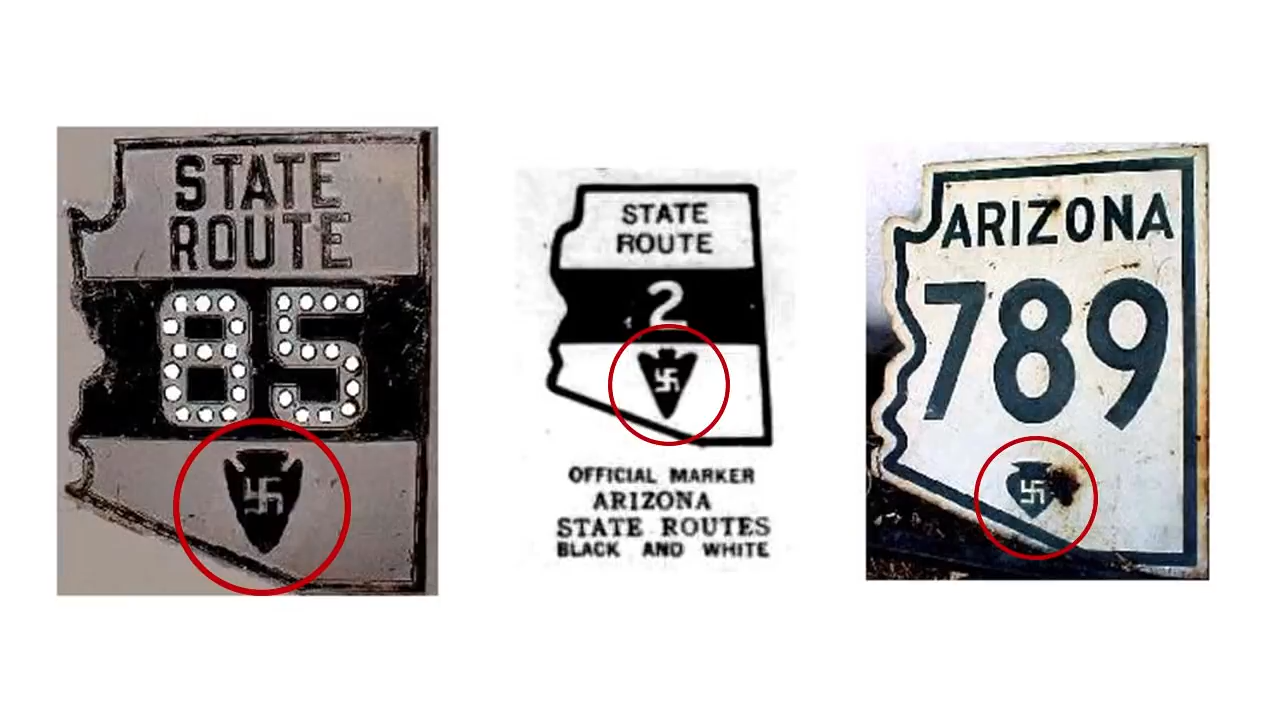 STATE
ROUTE
85
STATE
ROUTE
2
OFFICIAL MARKER
ARIZONA
STATE ROUTES
BLACK AND WHITE
ARIZONA
789